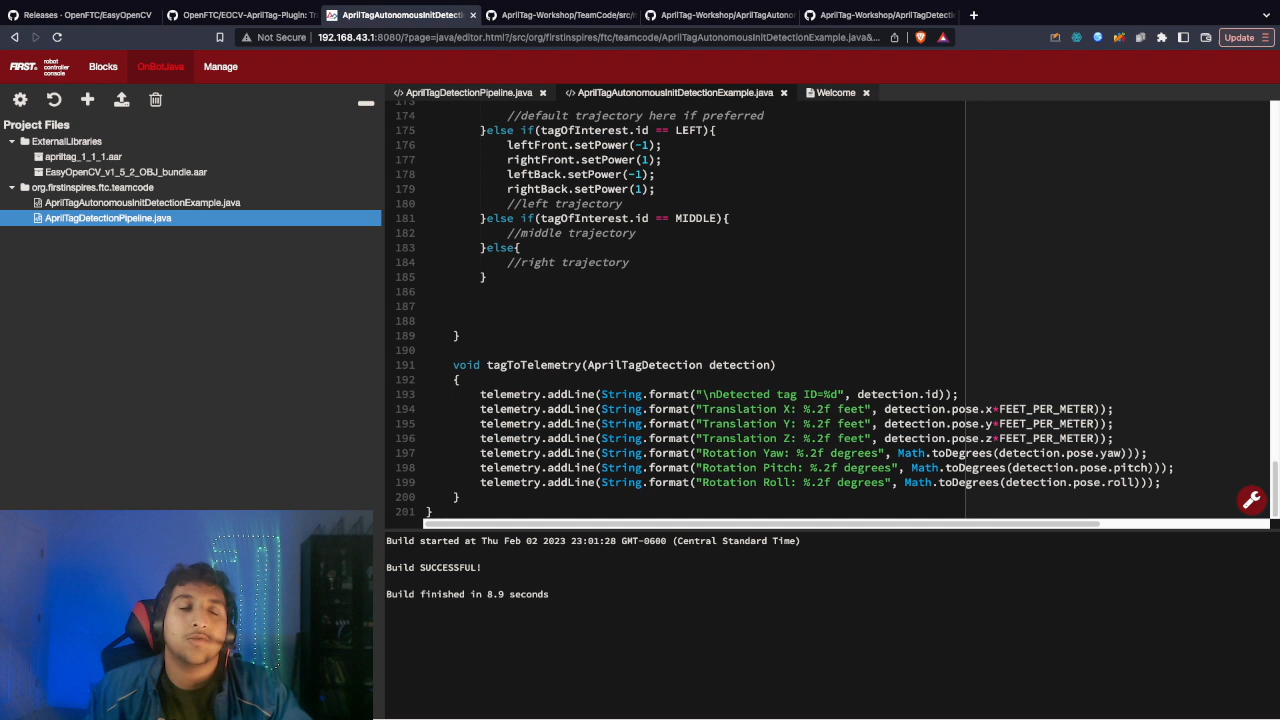 Releases · OpenFTC/EasyOpenCV
OpenFTC/EOCV-AprilTag-Plugin: Tr
AprilTagAutonomousInitDetecti
AprilTag-Workshop/TeamCode/src/m
AprilTag-Workshop/AprilTagAutono
AprilTag-Workshop/AprilTagDetecti
Not Secure
192.168.43.1:8080/?page=java/editor.html?/src/org/firstinspires/ftc/teamcode/AprilTagAutonomousInitDetectionExample.java&...
Update
FIRST.
robot
controller
console
Blocks
OnBotJava
Manage
AprilTagDetectionPipeline.java
AprilTagAutonomousInitDetectionExample.java
Welcome
Project Files
ExternalLibraries
apriltag_1_1_1.aar
EasyOpenCV_v1_5_2_OBJ_bundle.aar
org.firstinspires.ftc.teamcode
AprilTagAutonomousInitDetectionExample.java
AprilTagDetectionPipeline.java
173
174 //default trajectory here if preferred
175 }else if(tagOfInterest.id == LEFT){
176 leftFront.setPower(-1);
177 rightFront.setPower(1);
178 leftBack.setPower(-1);
179 rightBack.setPower(1);
180 //left trajectory
181 }else if(tagOfInterest.id == MIDDLE){
182 //middle trajectory
183 }else{
184 //right trajectory
185 }
186
187
188
189 }
190
191 void tagToTelemetry(AprilTagDetection detection)
192 {
193 telemetry.addLine(String.format("\nDetected tag ID=%d", detection.id));
194 telemetry.addLine(String.format("Translation X: %.2f feet", detection.pose.x*FEET_PER_METER));
195 telemetry.addLine(String.format("Translation Y: %.2f feet", detection.pose.y*FEET_PER_METER));
196 telemetry.addLine(String.format("Translation Z: %.2f feet", detection.pose.z*FEET_PER_METER));
197 telemetry.addLine(String.format("Rotation Yaw: %.2f degrees", Math.toDegrees(detection.pose.yaw)));
198 telemetry.addLine(String.format("Rotation Pitch: %.2f degrees", Math.toDegrees(detection.pose.pitch)));
199 telemetry.addLine(String.format("Rotation Roll: %.2f degrees", Math.toDegrees(detection.pose.roll)));
200 }
201 }
Build started at Thu Feb 02 2023 23:01:28 GMT-0600 (Central Standard Time)
Build SUCCESSFUL!
Build finished in 8.9 seconds